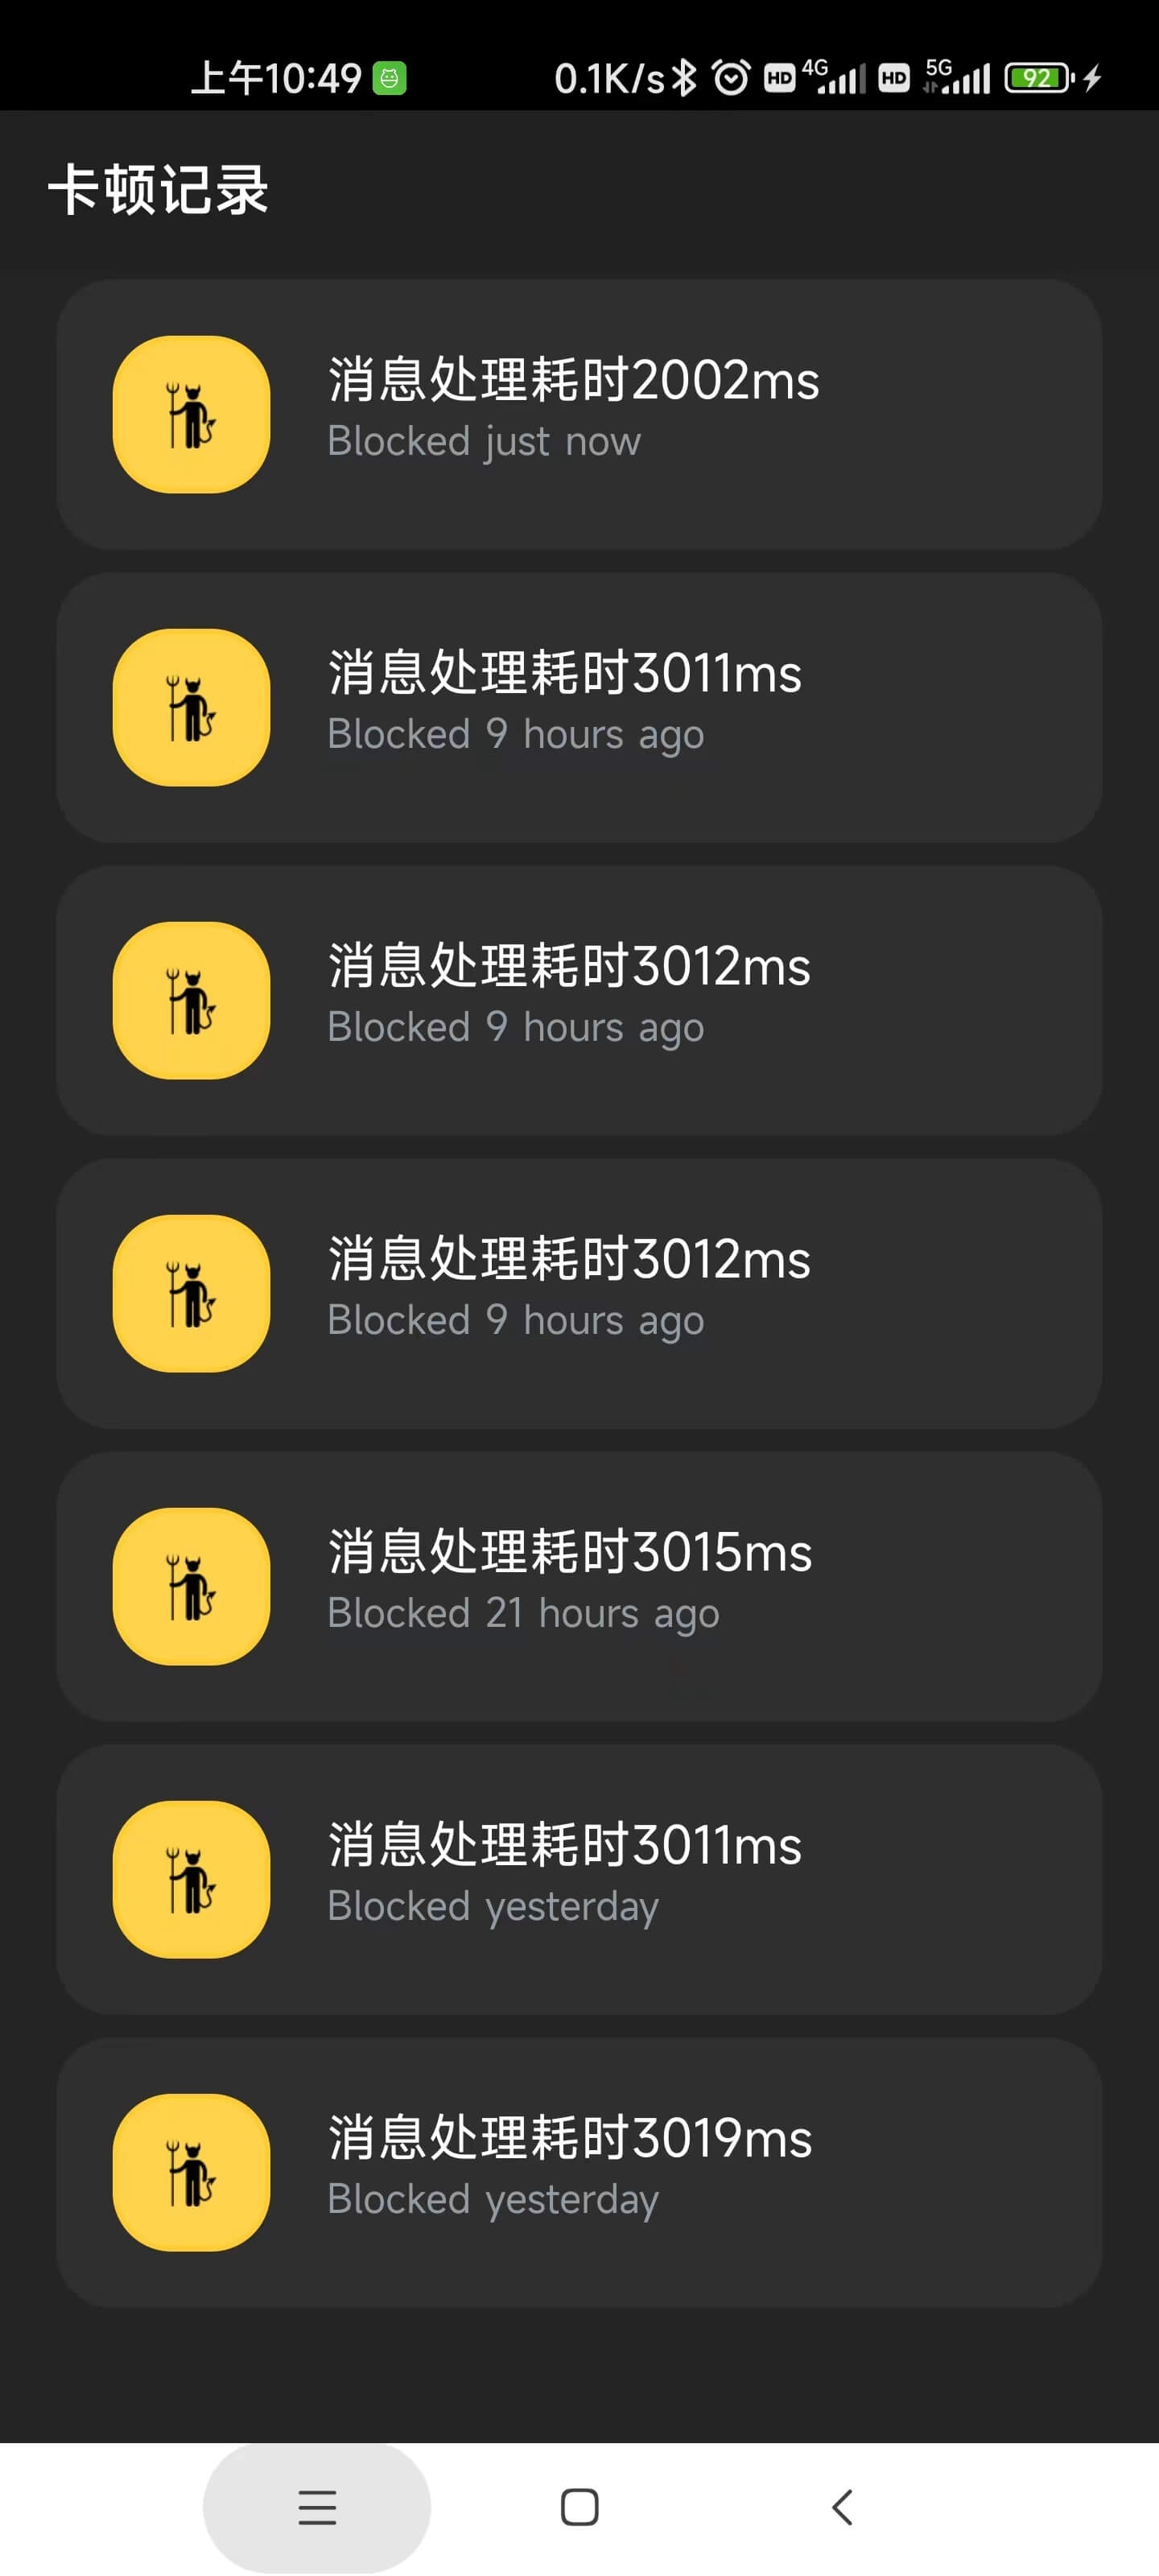 上午10:49 0.1K/s HD 4G HD 5G 92
卡顿记录
消息处理耗时2002ms
Blocked just now
消息处理耗时3011ms
Blocked 9 hours ago
消息处理耗时3012ms
Blocked 9 hours ago
消息处理耗时3012ms
Blocked 9 hours ago
消息处理耗时3015ms
Blocked 21 hours ago
消息处理耗时3011ms
Blocked yesterday
消息处理耗时3019ms
Blocked yesterday